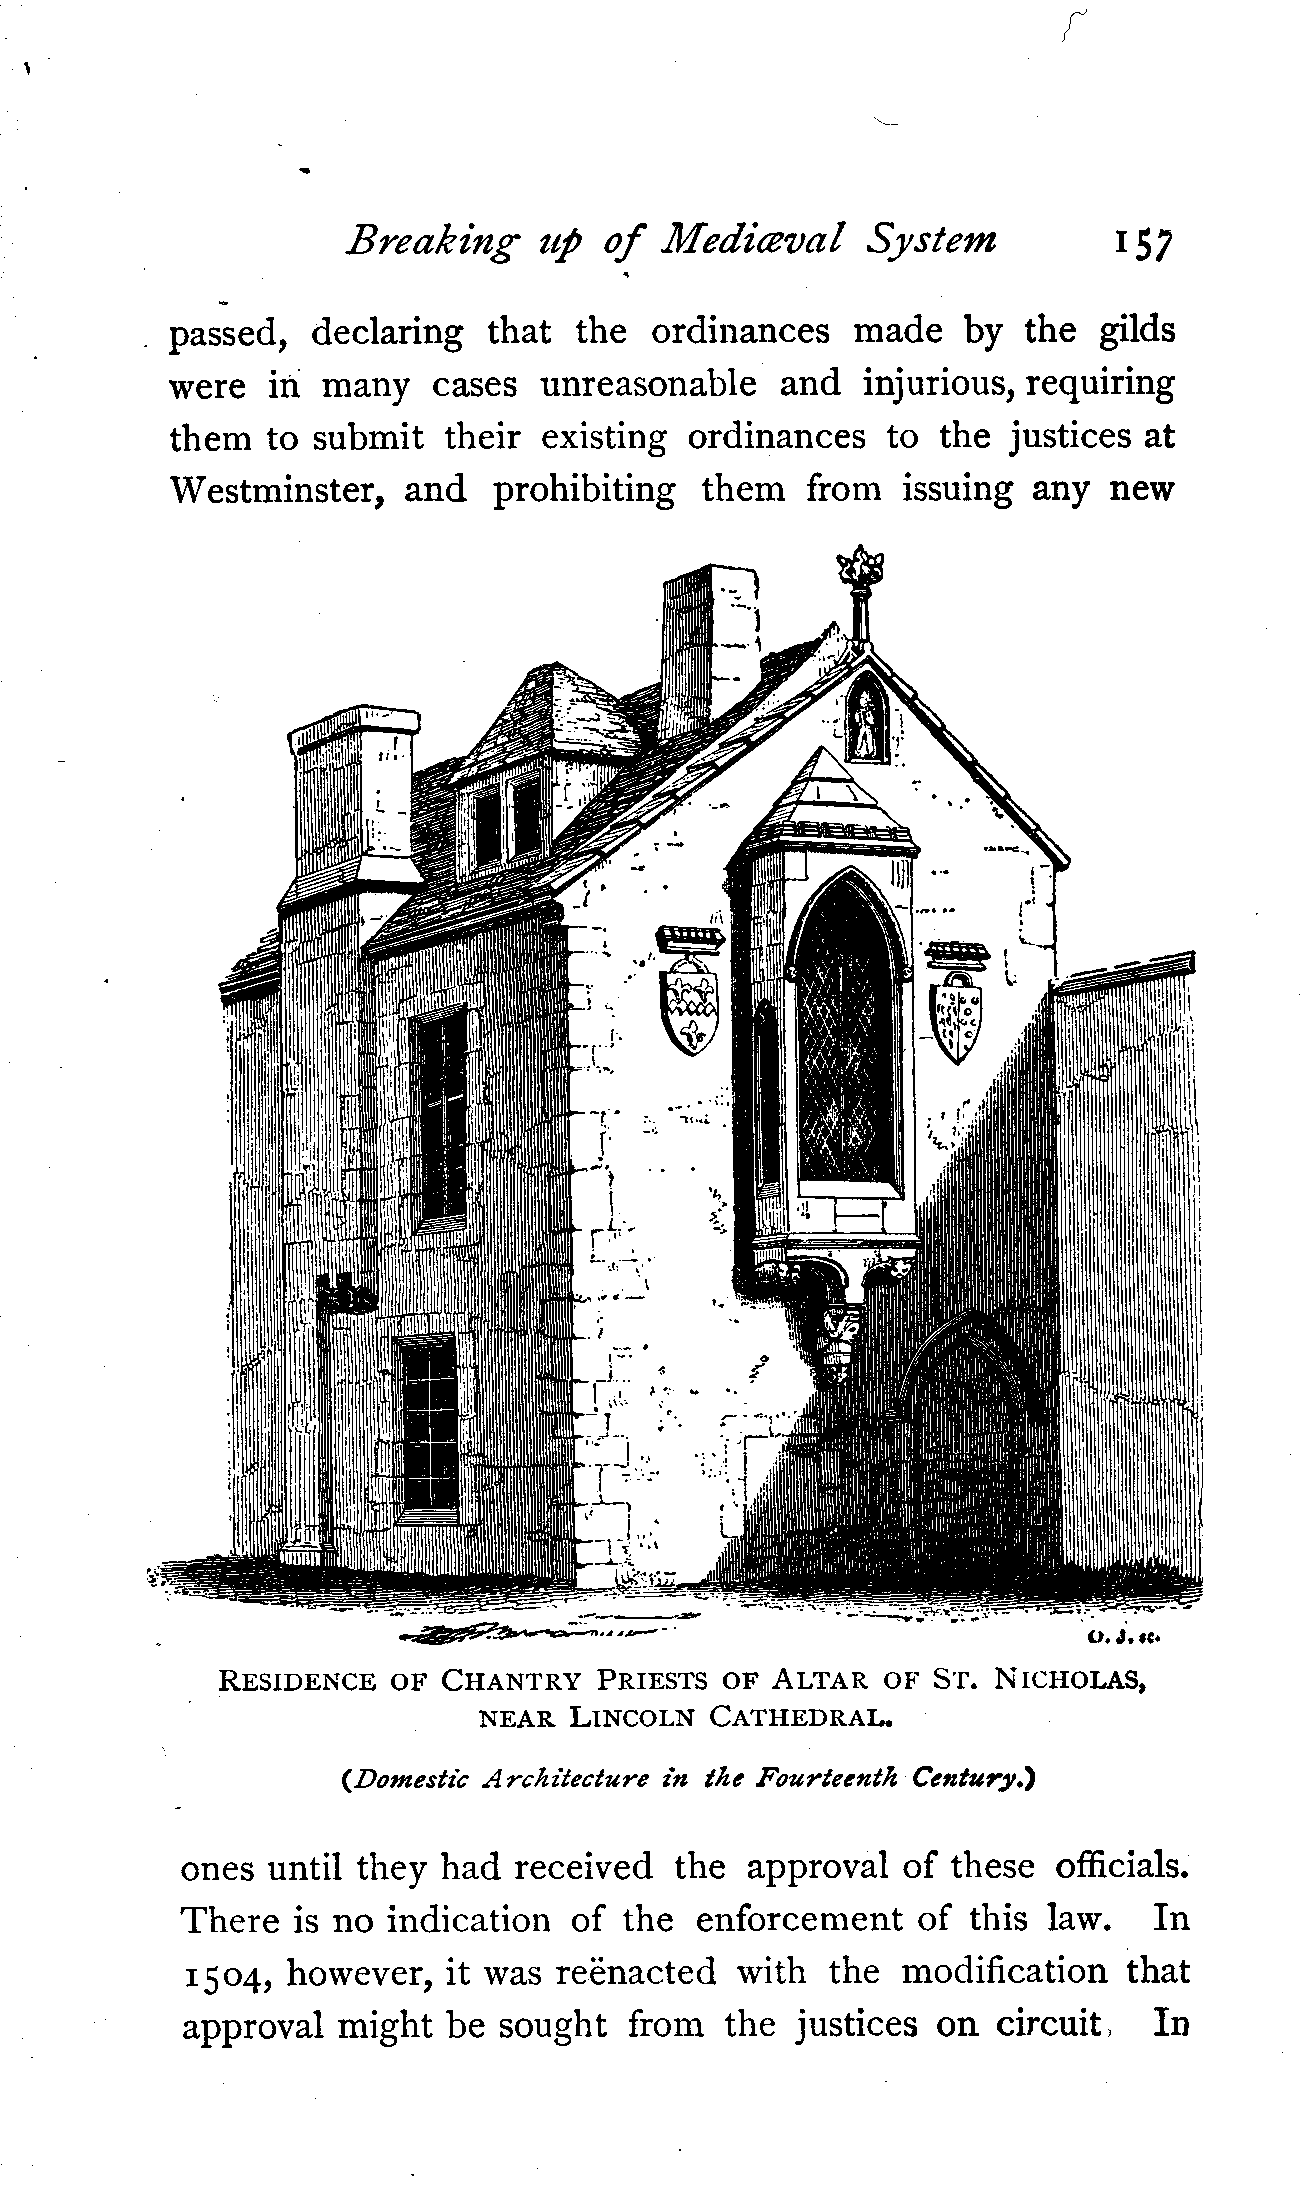 Breaking up of Mediæval System 157
passed, declaring that the ordinances made by the gilds
were in many cases unreasonable and injurious, requiring
them to submit their existing ordinances to the justices at
Westminster, and prohibiting them from issuing any new
O. J. sc.
RESIDENCE OF CHANTRY PRIESTS OF ALTAR OF ST. NICHOLAS,
NEAR LINCOLN CATHEDRAL.
(Domestic Architecture in the Fourteenth Century.)
ones until they had received the approval of these officials.
There is no indication of the enforcement of this law. In
1504, however, it was reënacted with the modification that
approval might be sought from the justices on circuit, In